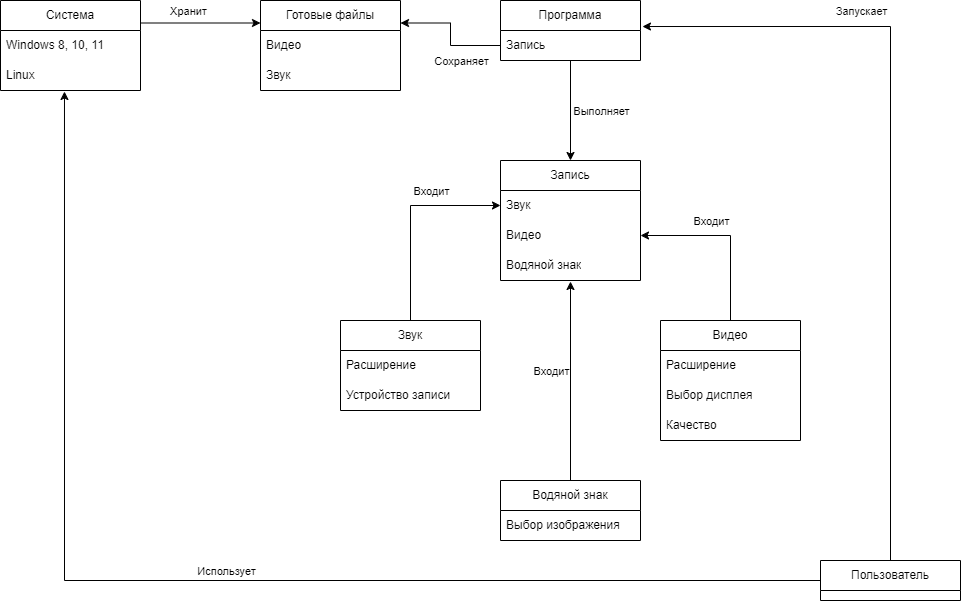 Система
Windows 8, 10, 11
Linux
Хранит
Готовые файлы
Видео
Звук
Сохраняет
Программа
Запись
Запускает
Выполняет
Запись
Звук
Видео
Водяной знак
Входит
Входит
Звук
Расширение
Устройство записи
Входит
Видео
Расширение
Выбор дисплея
Качество
Водяной знак
Выбор изображения
Использует
Пользователь